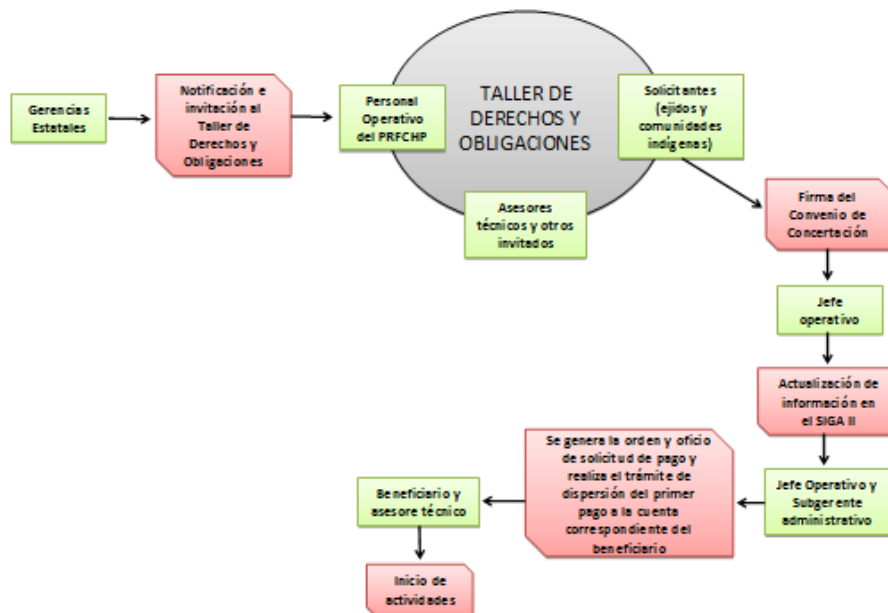 Gerencias
Estatales
Notificación e
invitación al
Taller de
Derechos y
Obligaciones
Personal
Operativo
del PRFCHP
TALLER DE
DERECHOS Y
OBLIGACIONES
Solicitantes
(ejidos y
comunidades
indígenas)
Asesores
técnicos y otros
invitados
Firma del
Convenio de
Concertación
Jefe
operativo
Actualización de
información en
el SIGA II
Jefe Operativo y
Subgerente
administrativo
Se genera la orden y oficio
de solicitud de pago y
realiza el trámite de
dispersión del primer
pago a la cuenta
correspondiente del
beneficiario
Beneficiario y
asesore técnico
Inicio de
actividades